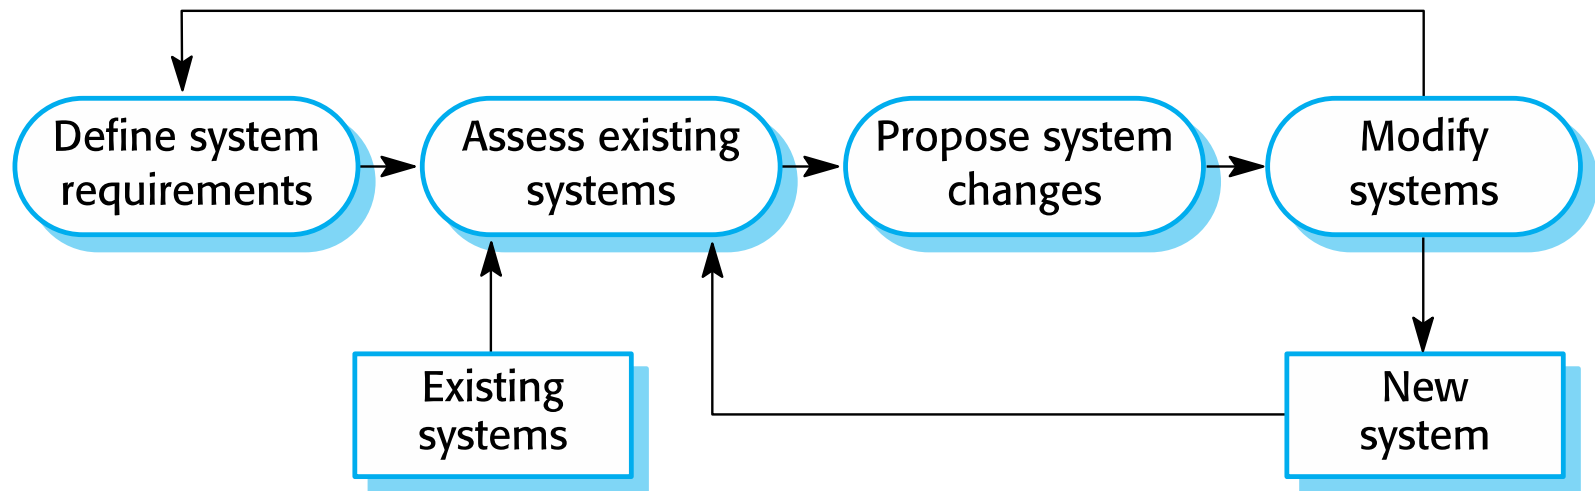 Define system
requirements
Assess existing
systems
Propose system
changes
Modify
systems
Existing
systems
New
system